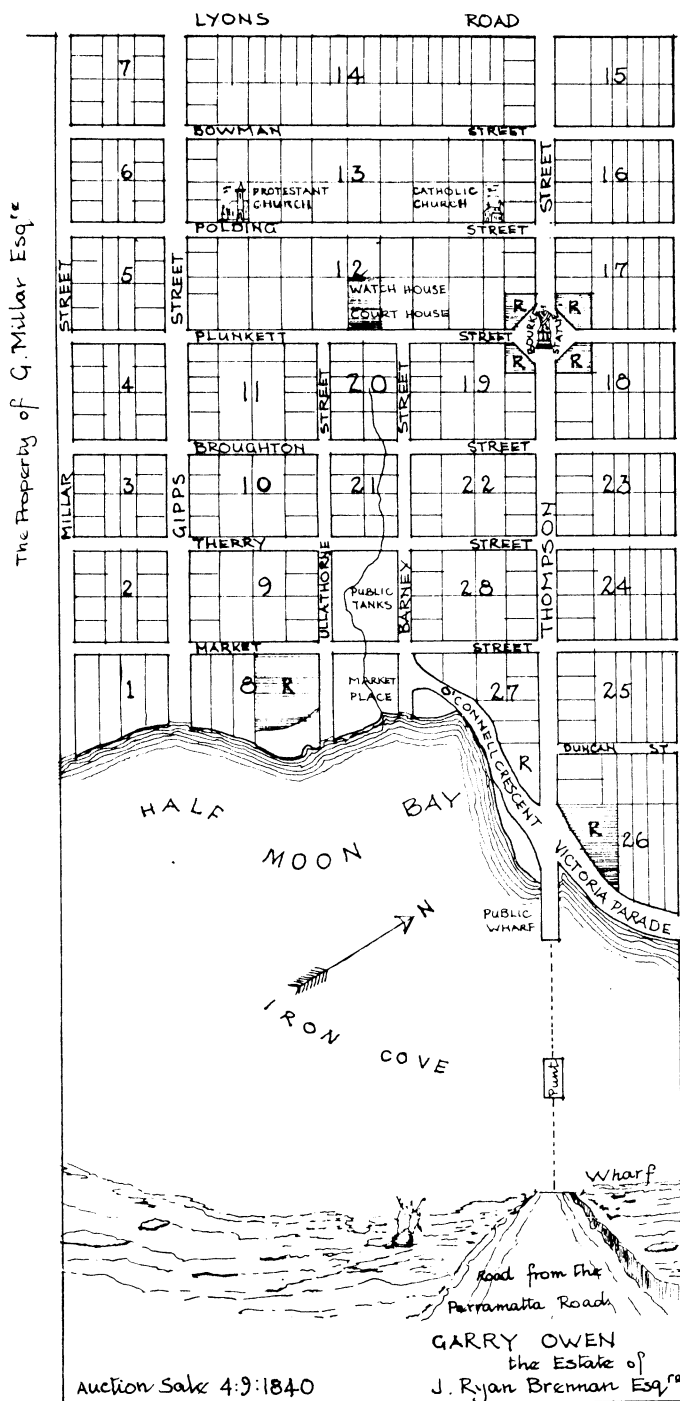 LYONS ROAD
7 14 15
BOWMAN STREET
6 13 16
PROTESTANT
CHURCH
CATHOLIC
CHURCH
STREET
POLDING STREET
5 12 17
WATCH HOUSE
COURT HOUSE
STREET
STREET
R R
BOURKE STATUE
R R
PLUNKETT STREET
4 11 20 19 18
STREET
STREET
BROUGHTON STREET
3 10 21 22 23
MILLAR
GIPPS
THOMPSON
THERRY STREET
2 9 28 24
PUBLIC
TANKS
ULLATHORNE
BARNEY
MARKET STREET
1 8 R 27 25
MARKET
PLACE
O'CONNELL CRESCENT
R
DUNCAN ST
R 26
VICTORIA PARADE
HALF MOON BAY
PUBLIC
WHARF
N
IRON COVE
Punt
Wharf
Road from the
Parramatta Road
The Property of G. Millar Esqre
GARRY OWEN
the Estate of
J. Ryan Brennan Esqre
Auction Sale 4:9:1840